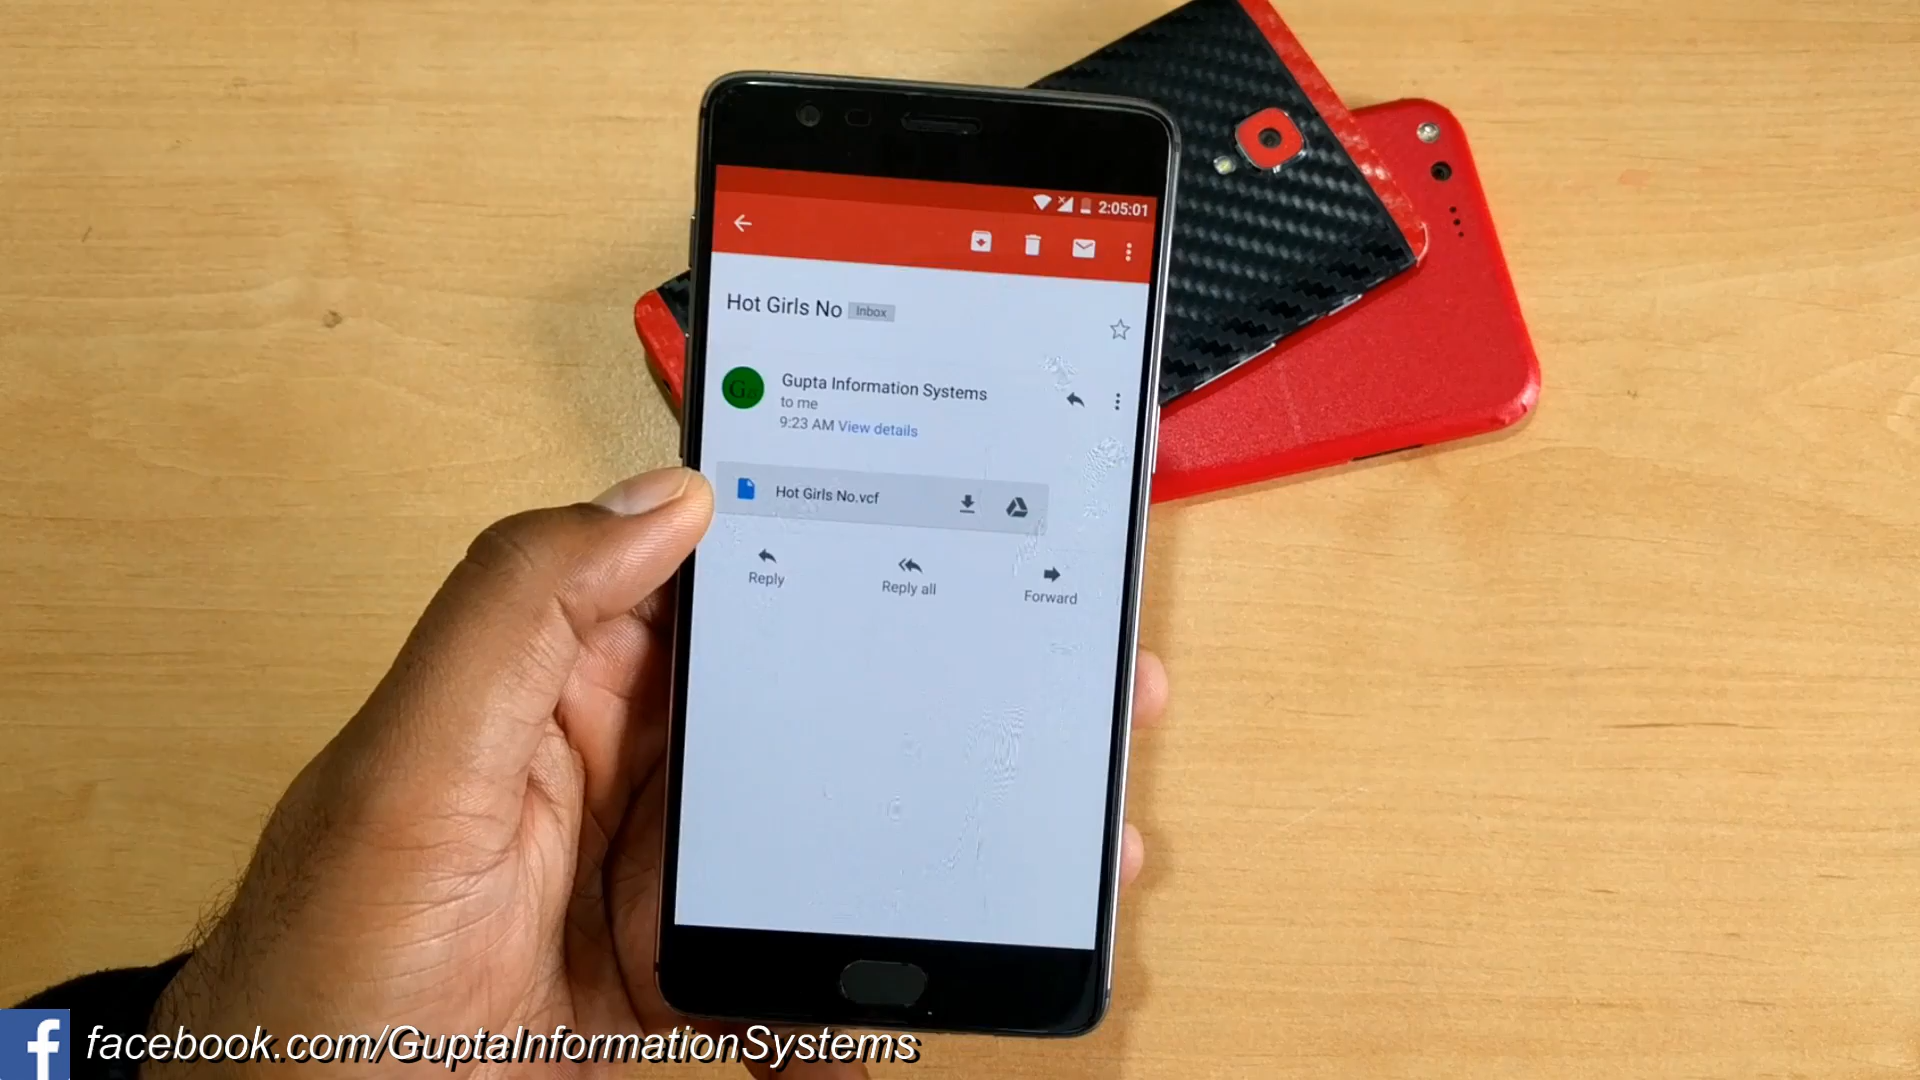 2:05:01
Hot Girls No Inbox
Gupta Information Systems
to me
9:23 AM View details
Hot Girls No.vcf
Reply
Reply all
Forward
facebook.com/GuptaInformationSystems